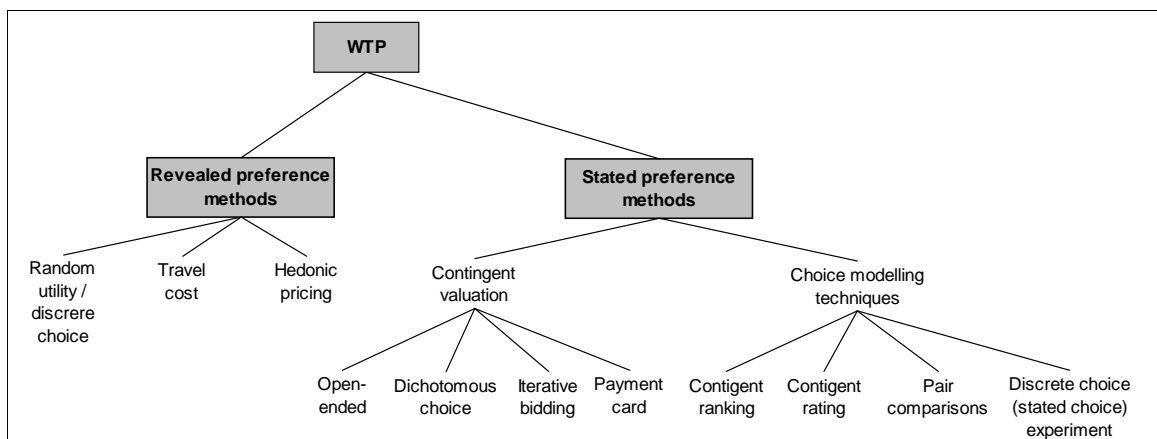 WTP
Revealed preference
methods
Stated preference
methods
Random
utility /
discrere
choice
Travel
cost
Hedonic
pricing
Contingent
valuation
Choice modelling
techniques
Open-
ended
Dichotomous
choice
Iterative
bidding
Payment
card
Contigent
ranking
Contigent
rating
Pair
comparisons
Discrete choice
(stated choice)
experiment